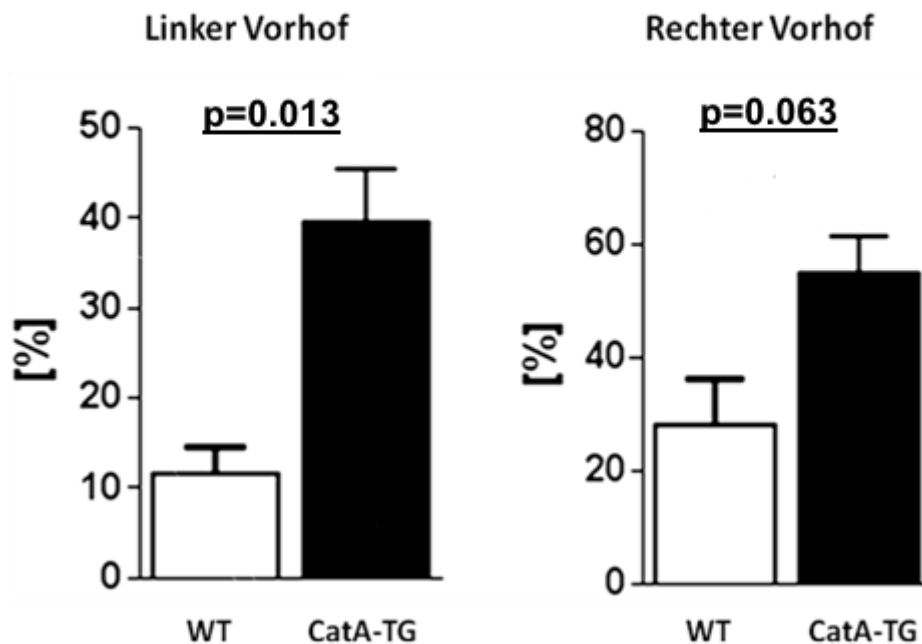 Linker Vorhof
p=0.013
50
40
30
20
10
0
[%]
WT CatA-TG
Rechter Vorhof
p=0.063
80
60
40
20
0
[%]
WT CatA-TG